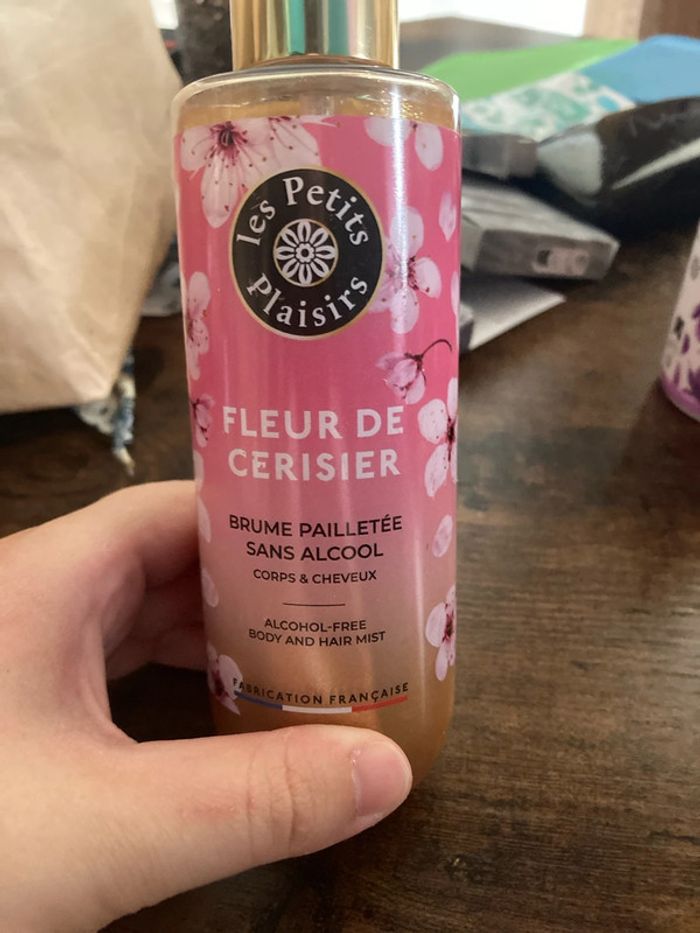 les Petits
Plaisirs
FLEUR DE
CERISIER
BRUME PAILLETÉE
SANS ALCOOL
CORPS & CHEVEUX
ALCOHOL-FREE
BODY AND HAIR MIST
FABRICATION FRANÇAISE